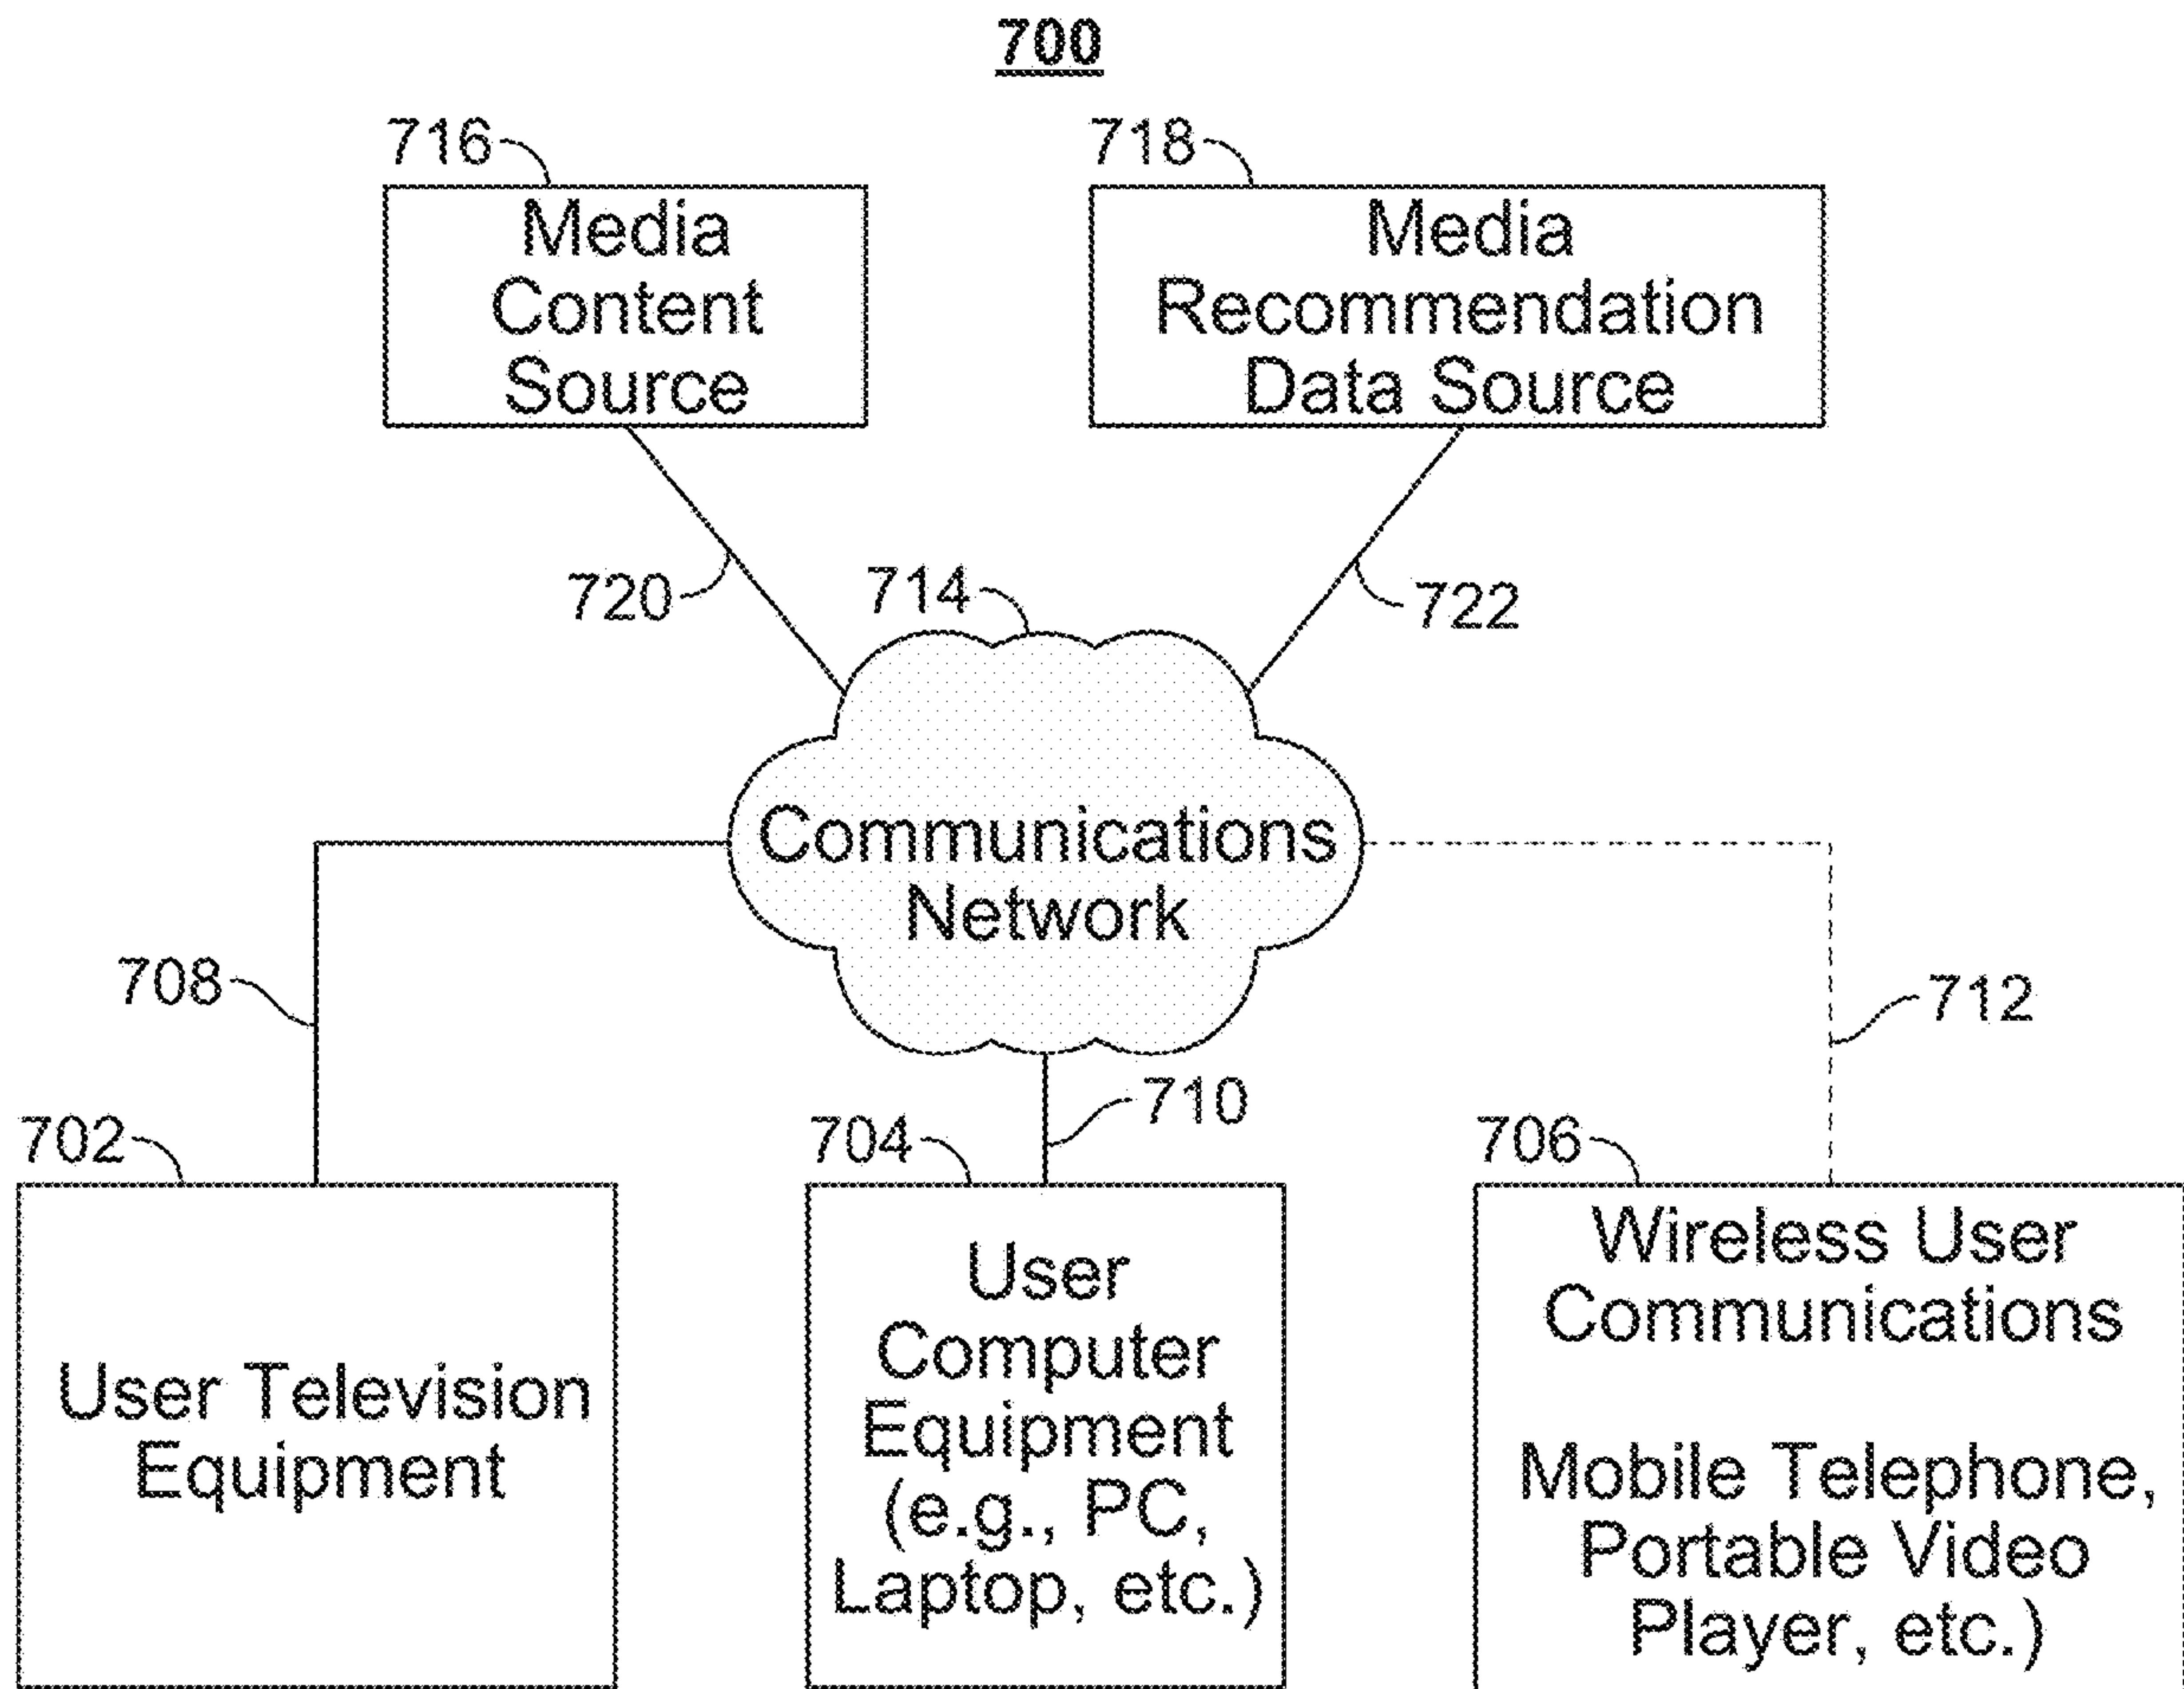 700
716
718
Media
Content
Source
Media
Recommendation
Data Source
720
714
722
Communications
Network
708
712
710
702
704
706
User Television
Equipment
User
Computer
Equipment
(e.g., PC,
Laptop, etc.)
Wireless User
Communications
Mobile Telephone,
Portable Video
Player, etc.)